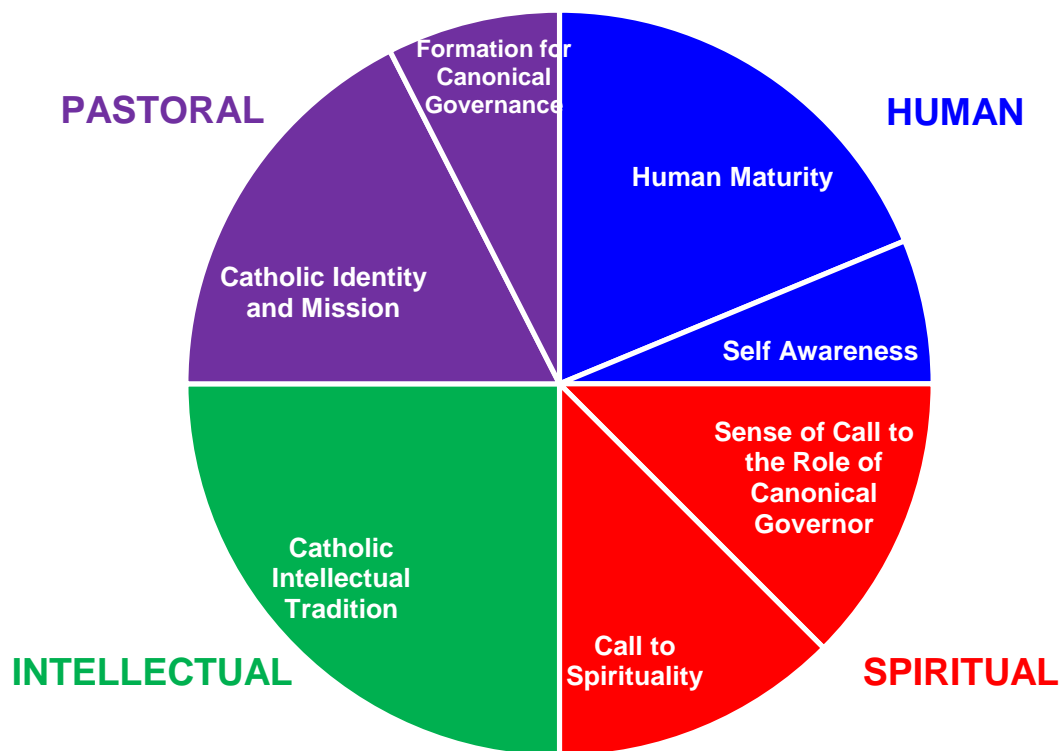 Formation for
Canonical
Governance
PASTORAL
HUMAN
Human Maturity
Catholic Identity
and Mission
Self Awareness
Sense of Call to
the Role of
Canonical
Governor
Catholic
Intellectual
Tradition
Call to
Spirituality
INTELLECTUAL
SPIRITUAL